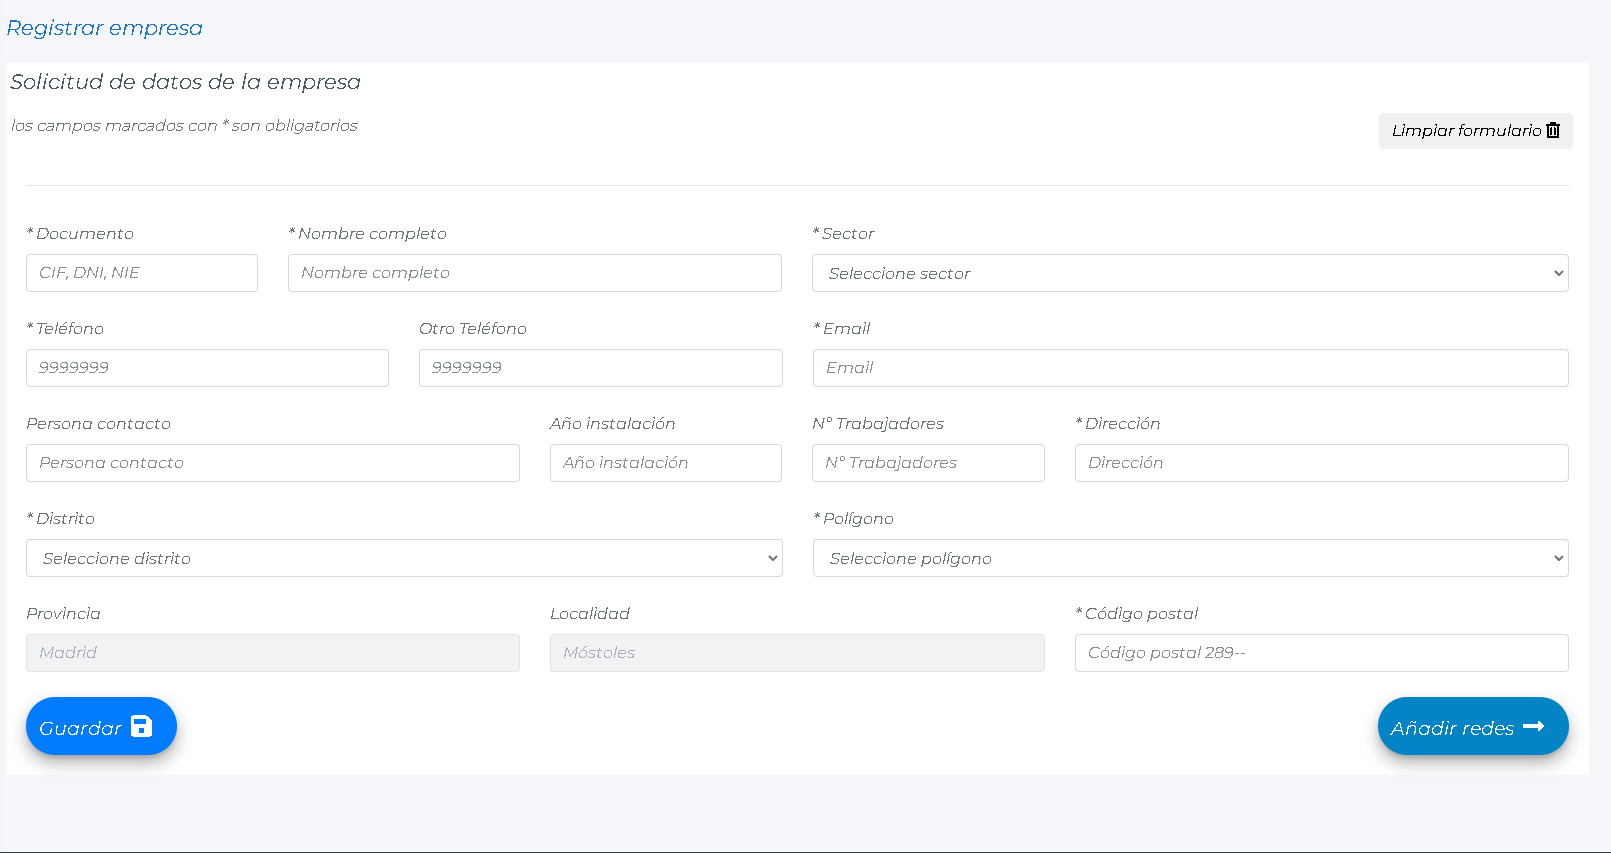 Registrar empresa
Solicitud de datos de la empresa
los campos marcados con * son obligatorios
Limpiar formulario
* Documento
* Nombre completo
* Sector
CIF, DNI, NIE
Nombre completo
Seleccione sector
* Teléfono
Otro Teléfono
* Email
9999999
9999999
Email
Persona contacto
Año instalación
Nº Trabajadores
* Dirección
Persona contacto
Año instalación
Nº Trabajadores
Dirección
* Distrito
* Polígono
Seleccione distrito
Seleccione polígono
Provincia
Localidad
* Código postal
Madrid
Móstoles
Código postal 289--
Guardar
Añadir redes